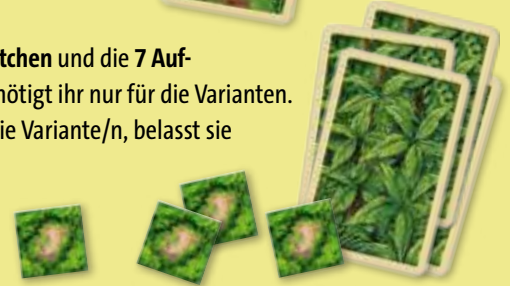 tchen und die 7 Auf-
nötigt ihr nur für die Varianten.
ie Variante/n, belasst sie